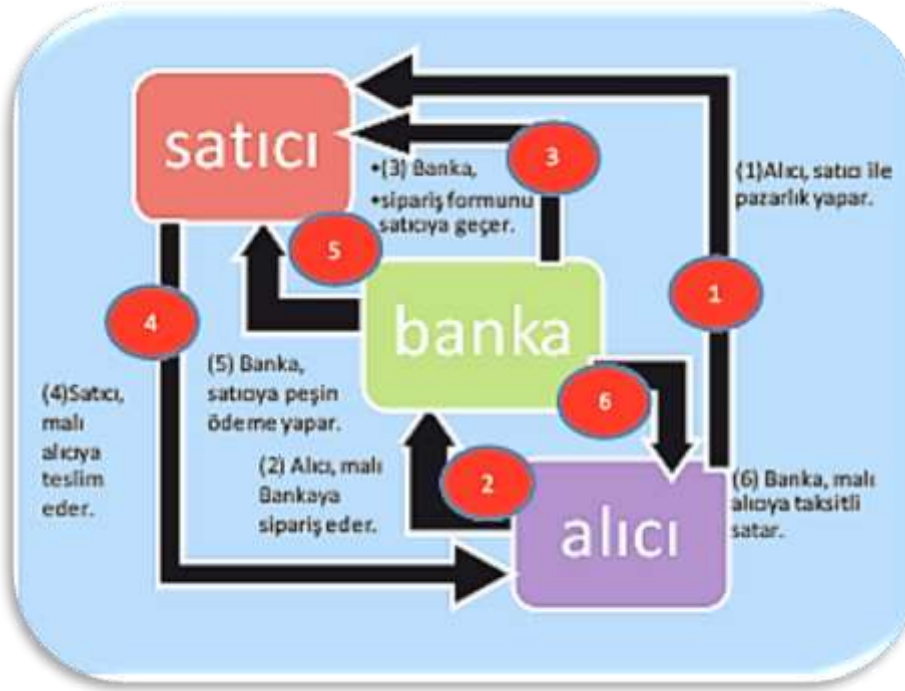 satıcı
3
•(3) Banka,
•sipariş formunu
satıcıya geçer.
(1)Alıcı, satıcı ile
pazarlık yapar.
5
1
4
banka
(5) Banka,
satıcıya peşin
ödeme yapar.
6
(4)Satıcı,
malı
alıcıya
teslim
eder.
(2) Alıcı, malı
Bankaya
sipariş eder.
2
(6) Banka, malı
alıcıya taksitli
satar.
alıcı